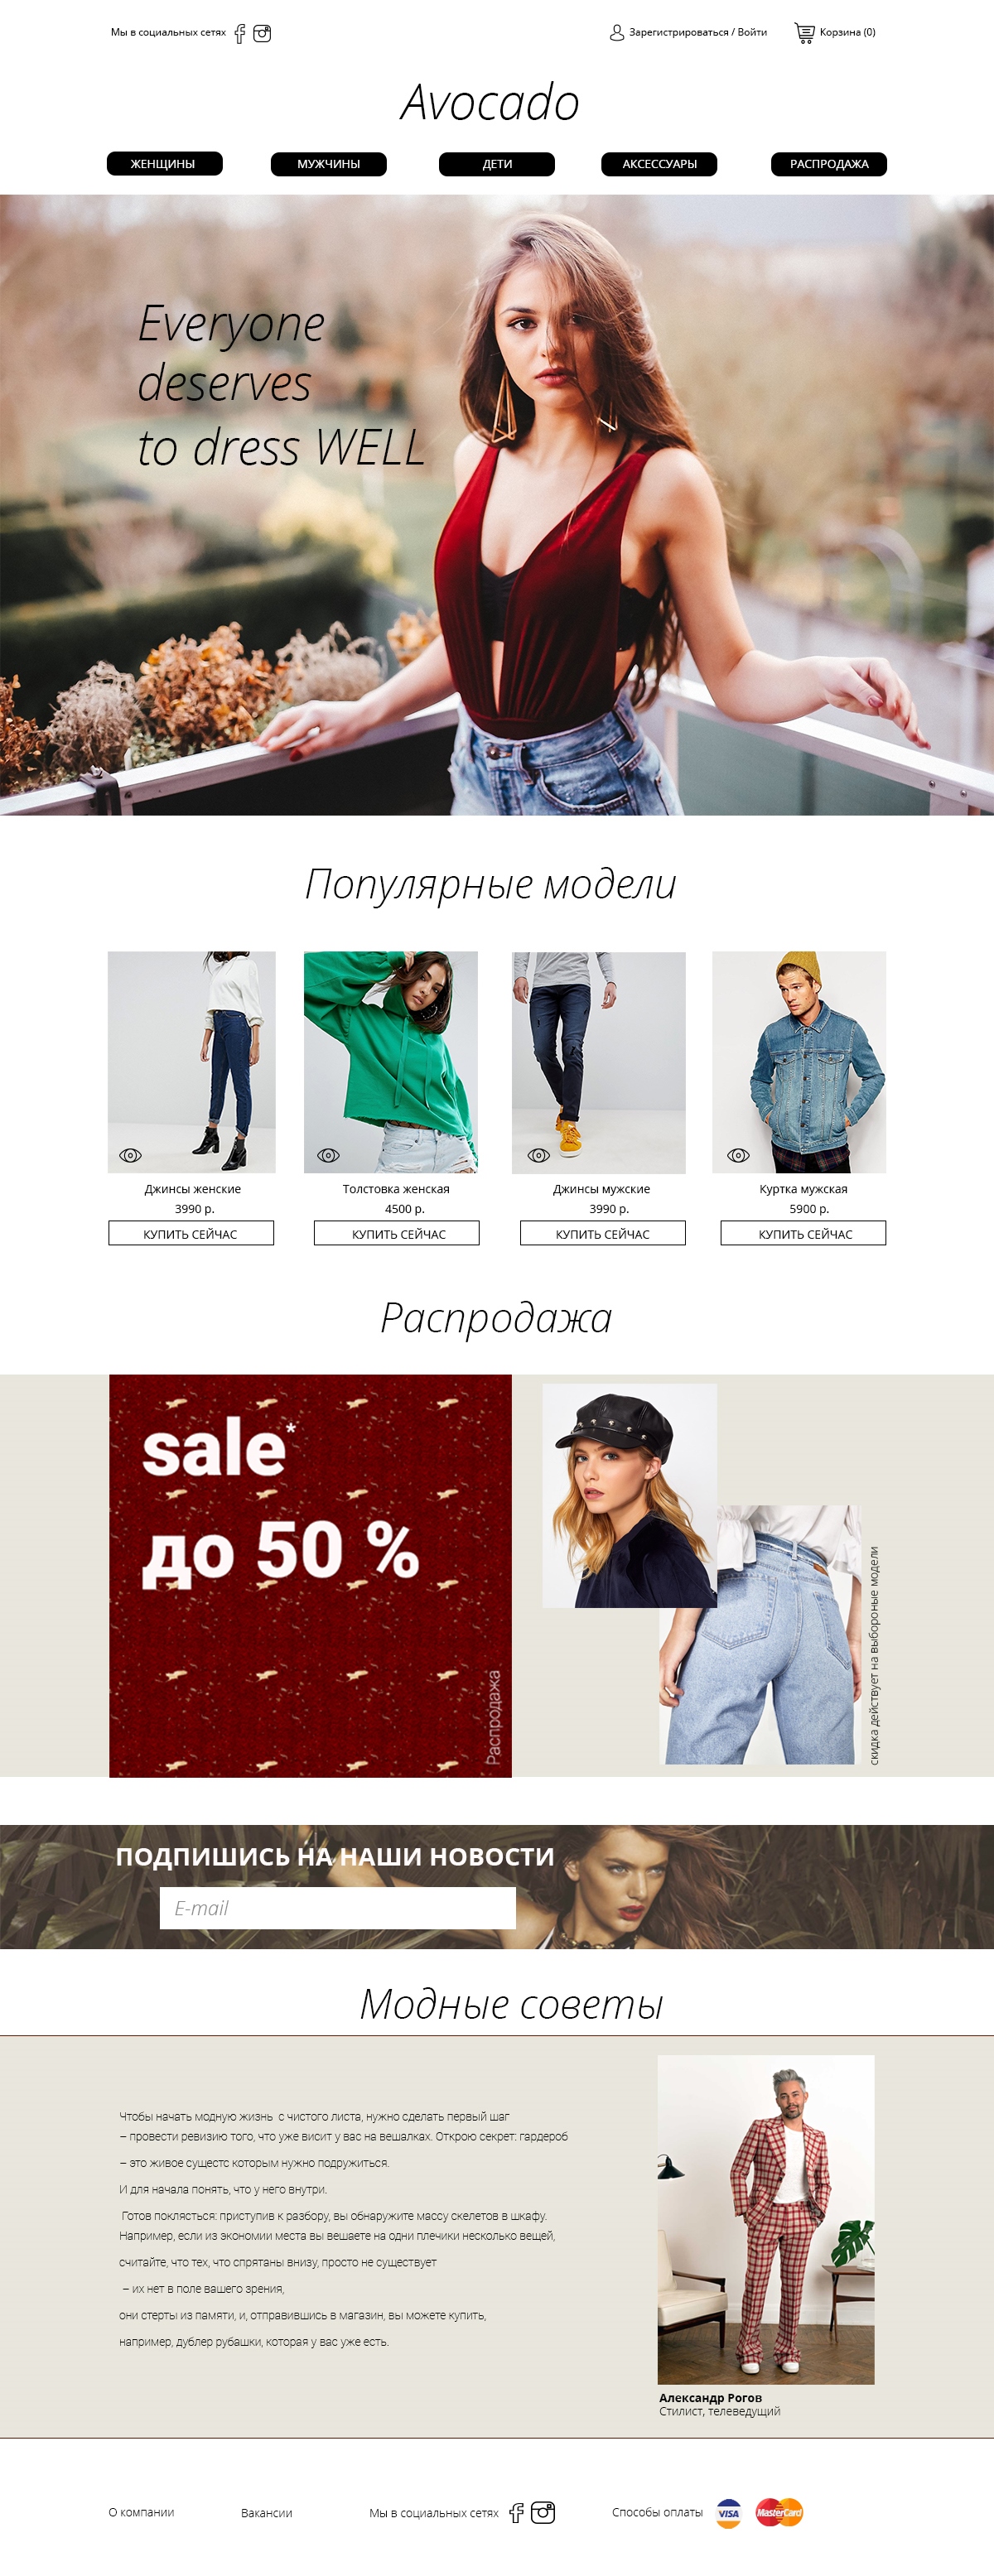 Мы в социальных сетях
Зарегистрироваться / Войти
Корзина (0)
Avocado
ЖЕНЩИНЫ
МУЖЧИНЫ
ДЕТИ
АКСЕССУАРЫ
РАСПРОДАЖА
Everyone
deserves
to dress WELL
Популярные модели
Джинсы женские
3990 р.
КУПИТЬ СЕЙЧАС
Толстовка женская
4500 р.
КУПИТЬ СЕЙЧАС
Джинсы мужские
3990 р.
КУПИТЬ СЕЙЧАС
Куртка мужская
5900 р.
КУПИТЬ СЕЙЧАС
Распродажа
sale*
до 50 %
Распродажа
скидка действует на выбороные модели
ПОДПИШИСЬ НА НАШИ НОВОСТИ
E-mail
Модные советы
Чтобы начать модную жизнь с чистого листа, нужно сделать первый шаг
– провести ревизию того, что уже висит у вас на вешалках. Открою секрет: гардероб
– это живое существ которым нужно подружиться.
И для начала понять, что у него внутри.
Готов поклясться: приступив к разбору, вы обнаружите массу скелетов в шкафу.
Например, если из экономии места вы вешаете на одни плечики несколько вещей,
считайте, что тех, что спрятаны внизу, просто не существует
– их нет в поле вашего зрения,
они стерты из памяти, и, отправившись в магазин, вы можете купить,
например, дублер рубашки, которая у вас уже есть.
Александр Рогов
Стилист, телеведущий
О компании
Вакансии
Мы в социальных сетях
Способы оплаты
VISA
MasterCard